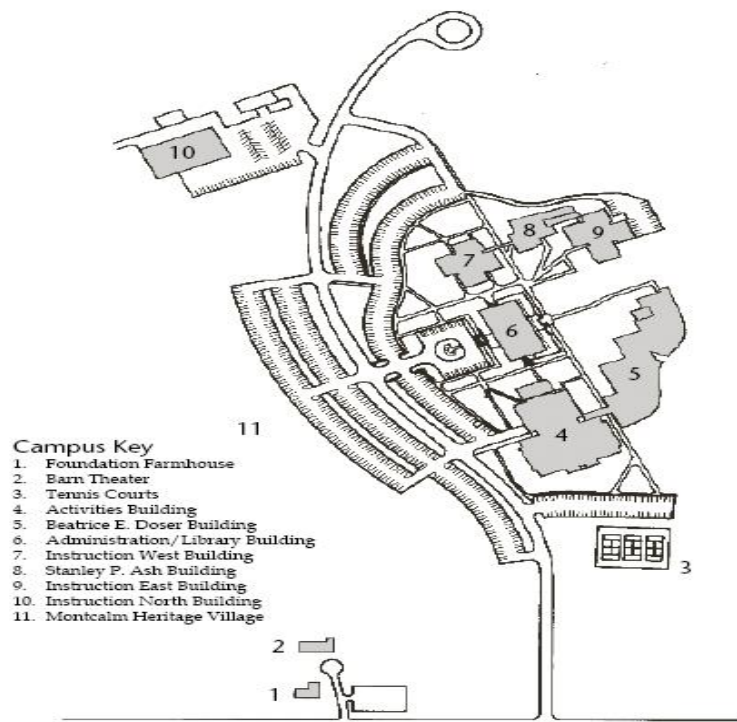 10
8
9
7
6
5
4
11
3
2
1
Campus Key
1. Foundation Farmhouse
2. Barn Theater
3. Tennis Courts
4. Activities Building
5. Beatrice E. Doser Building
6. Administration/Library Building
7. Instruction West Building
8. Stanley P. Ash Building
9. Instruction East Building
10. Instruction North Building
11. Montcalm Heritage Village